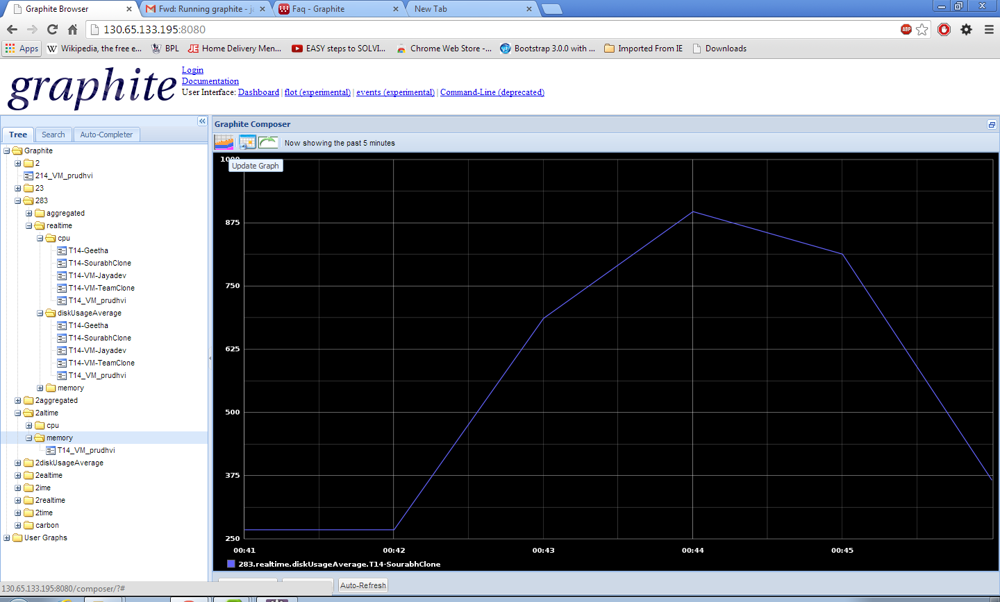 Graphite Browser
Fwd: Running graphite - ja
Faq - Graphite
New Tab
130.65.133.195:8080
ABP
Apps
Wikipedia, the free e...
BPL
Home Delivery Men...
EASY steps to SOLVI...
Chrome Web Store -...
Bootstrap 3.0.0 with ...
Imported From IE
Downloads
graphite
Login
Documentation
User Interface: Dashboard | flot (experimental) | events (experimental) | Command-Line (deprecated)
Tree
Search
Auto-Completer
Graphite
2
214_VM_prudhvi
23
283
aggregated
realtime
cpu
T14-Geetha
T14-SourabhClone
T14-VM-Jayadev
T14-VM-TeamClone
T14_VM_prudhvi
diskUsageAverage
T14-Geetha
T14-SourabhClone
T14-VM-Jayadev
T14-VM-TeamClone
T14_VM_prudhvi
memory
2aggregated
2altime
cpu
memory
T14_VM_prudhvi
2diskUsageAverage
2ealtime
2ime
2realtime
2time
carbon
User Graphs
130.65.133.195:8080/composer/?#
Graphite Composer
Now showing the past 5 minutes
Update Graph
1000
875
750
625
500
375
250
00:41
00:42
00:43
00:44
00:45
283.realtime.diskUsageAverage.T14-SourabhClone
Auto-Refresh